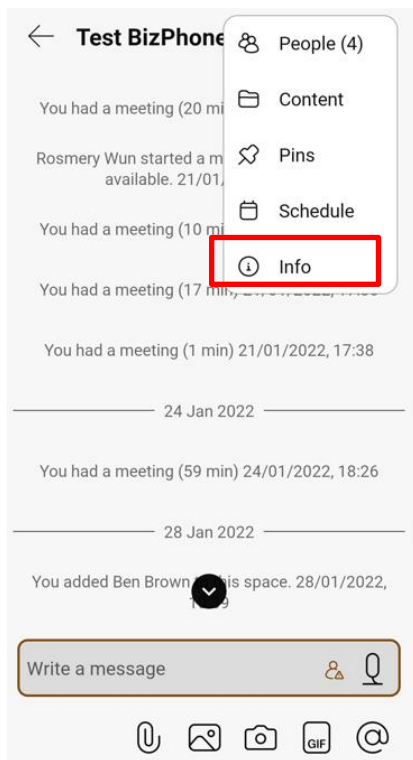 Test BizPhone
People (4)
Content
You had a meeting (20 mi
Pins
Rosmery Wun started a m
available. 21/01/
Schedule
You had a meeting (10 mi
Info
You had a meeting (17 min)
You had a meeting (1 min) 21/01/2022, 17:38
24 Jan 2022
You had a meeting (59 min) 24/01/2022, 18:26
28 Jan 2022
You added Ben Brown his space. 28/01/2022,
Write a message
GIF